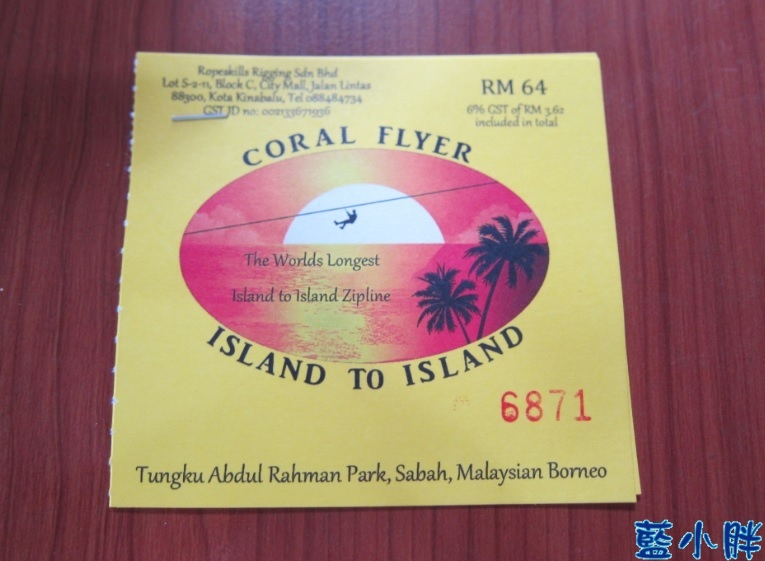 Ropeskills Rigging Sdn Bhd
Lot S-2-11, Block C, City Mall, Jalan Lintas
88300, Kota Kinabalu, Tel 088484734
GST ID no: 002133671936
RM 64
6% GST of RM 3.62
included in total
CORAL FLYER
The Worlds Longest
Island to Island Zipline
ISLAND TO ISLAND
6871
Tungku Abdul Rahman Park, Sabah, Malaysian Borneo
藍小胖